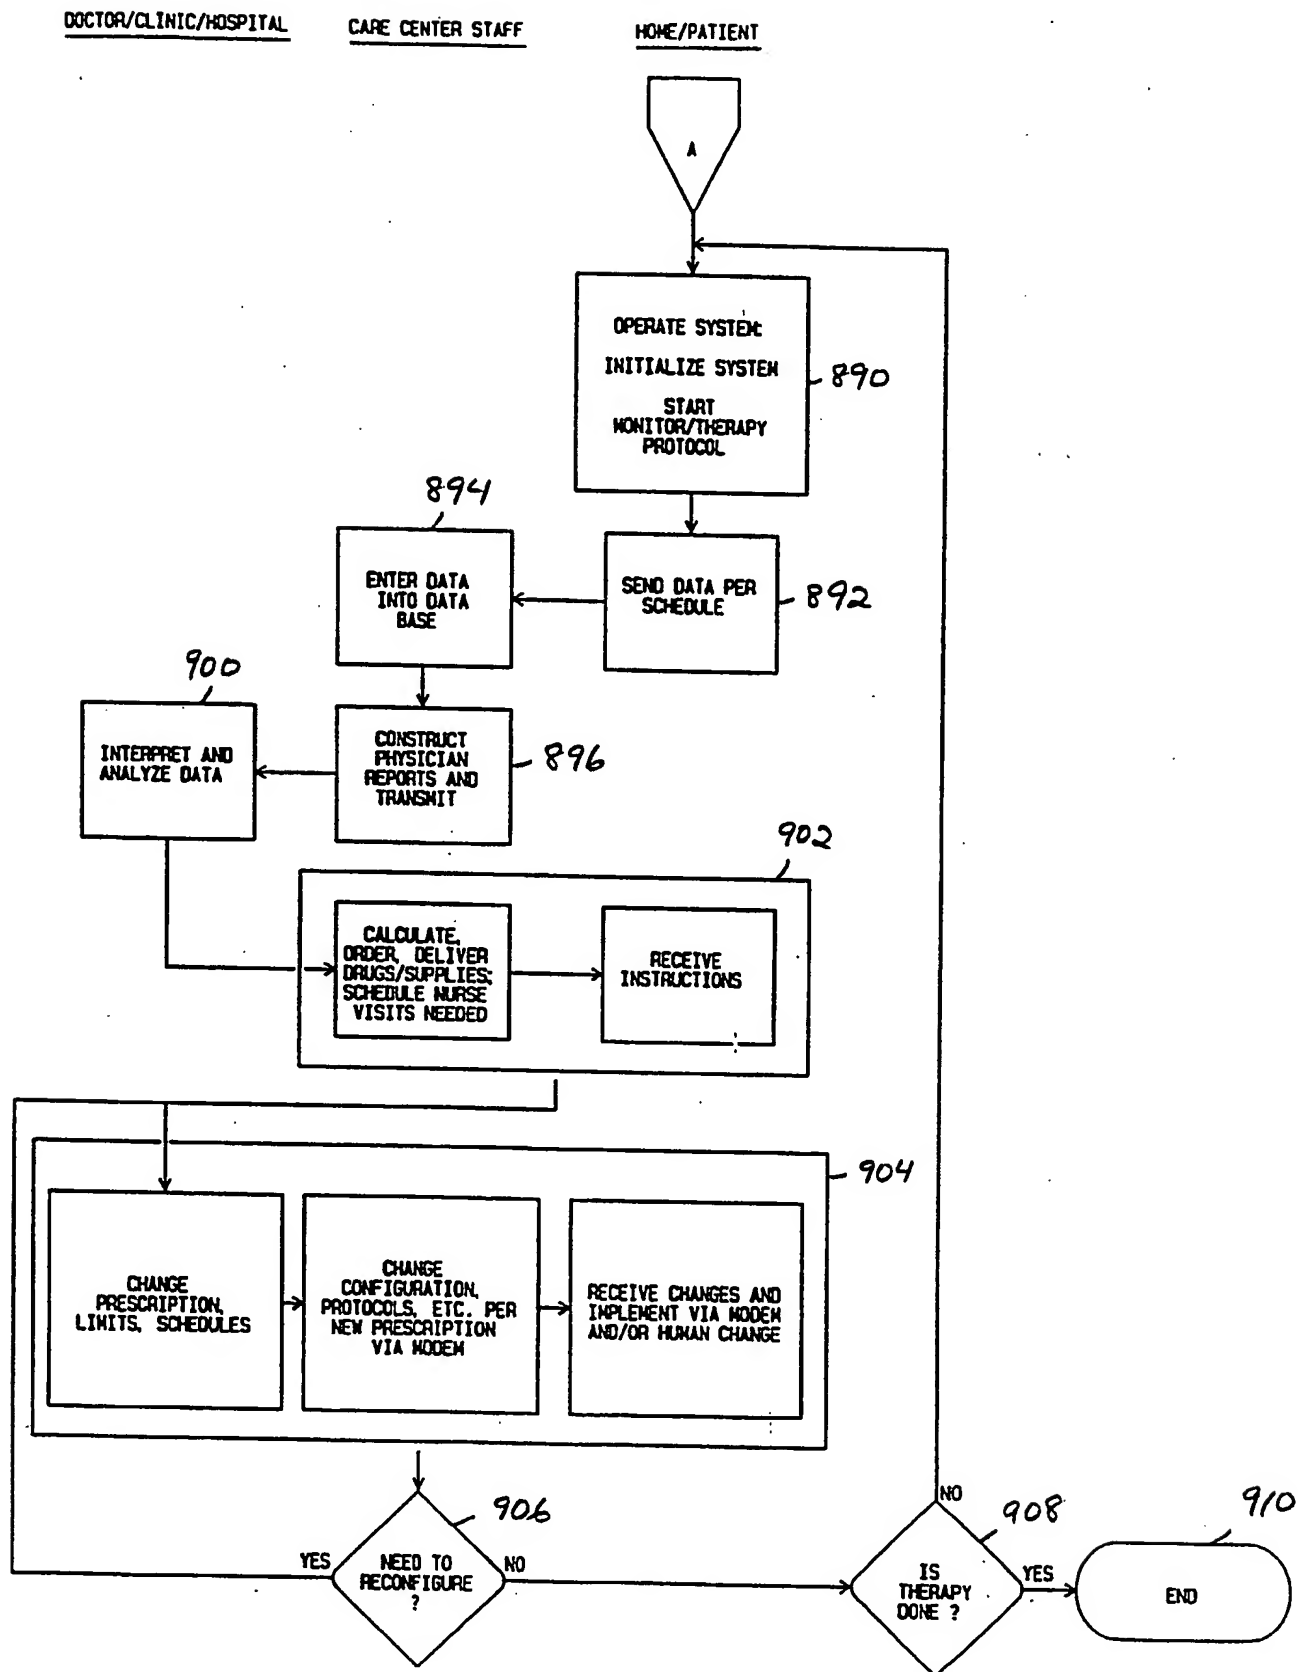 DOCTOR/CLINIC/HOSPITAL
CARE CENTER STAFF
HOME/PATIENT
A
OPERATE SYSTEM:
INITIALIZE SYSTEM
START
MONITOR/THERAPY
PROTOCOL
890
894
ENTER DATA
INTO DATA
BASE
SEND DATA PER
SCHEDULE
892
900
INTERPRET AND
ANALYZE DATA
CONSTRUCT
PHYSICIAN
REPORTS AND
TRANSMIT
896
902
CALCULATE,
ORDER, DELIVER
DRUGS/SUPPLIES;
SCHEDULE NURSE
VISITS NEEDED
RECEIVE
INSTRUCTIONS
904
CHANGE
PRESCRIPTION,
LIMITS, SCHEDULES
CHANGE
CONFIGURATION,
PROTOCOLS, ETC. PER
NEW PRESCRIPTION
VIA MODEM
RECEIVE CHANGES AND
IMPLEMENT VIA MODEM
AND/OR HUMAN CHANGE
906
YES
NEED TO
RECONFIGURE
?
NO
NO
908
IS
THERAPY
DONE ?
YES
910
END